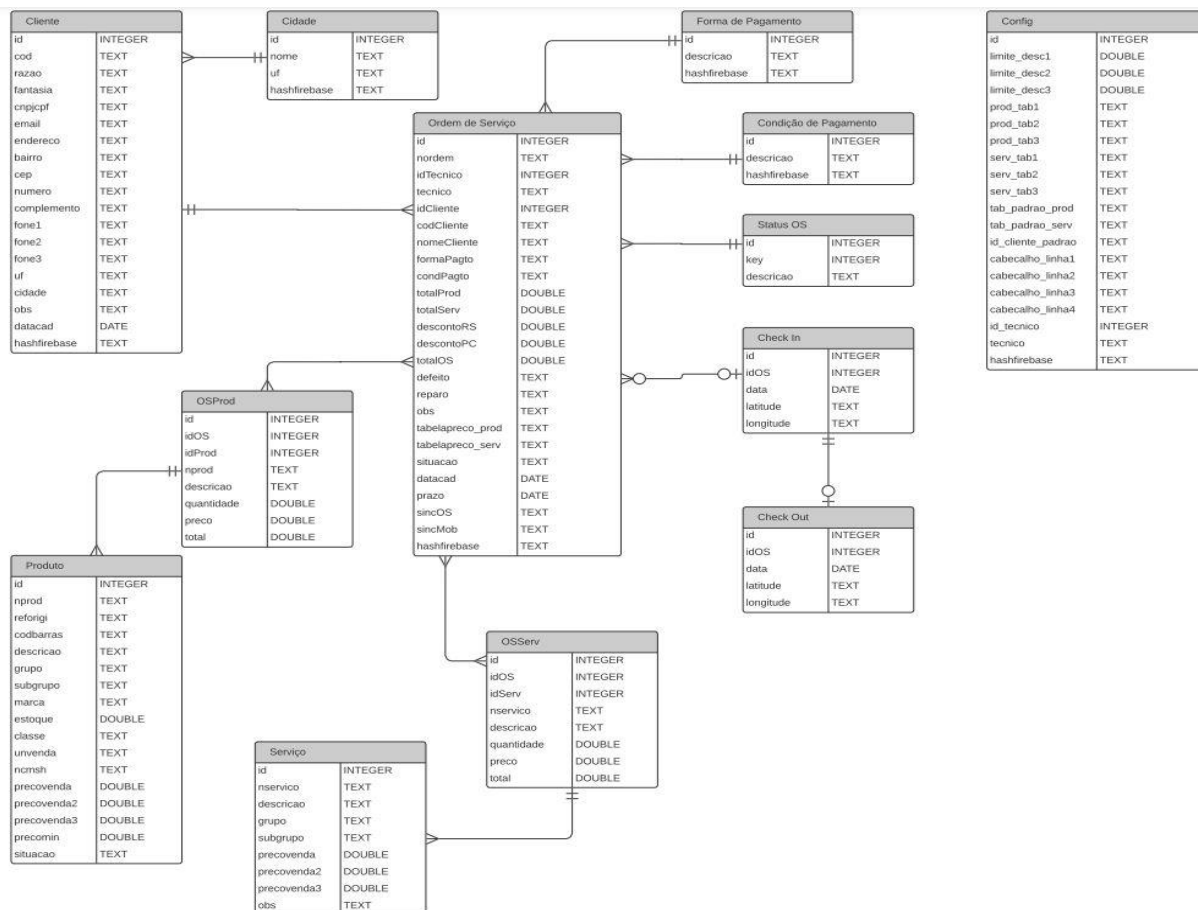 Cliente
id INTEGER
cod TEXT
razao TEXT
fantasia TEXT
cnpjcpf TEXT
email TEXT
endereco TEXT
bairro TEXT
cep TEXT
numero TEXT
complemento TEXT
fone1 TEXT
fone2 TEXT
fone3 TEXT
uf TEXT
cidade TEXT
obs TEXT
datacad DATE
hashfirebase TEXT
Cidade
id INTEGER
nome TEXT
uf TEXT
hashfirebase TEXT
Forma de Pagamento
id INTEGER
descricao TEXT
hashfirebase TEXT
Config
id INTEGER
limite_desc1 DOUBLE
limite_desc2 DOUBLE
limite_desc3 DOUBLE
prod_tab1 TEXT
prod_tab2 TEXT
prod_tab3 TEXT
serv_tab1 TEXT
serv_tab2 TEXT
serv_tab3 TEXT
tab_padrao_prod TEXT
tab_padrao_serv TEXT
id_cliente_padrao TEXT
cabecalho_linha1 TEXT
cabecalho_linha2 TEXT
cabecalho_linha3 TEXT
cabecalho_linha4 TEXT
id_tecnico INTEGER
tecnico TEXT
hashfirebase TEXT
Ordem de Serviço
id INTEGER
nordem TEXT
idTecnico INTEGER
tecnico TEXT
idCliente INTEGER
codCliente TEXT
nomeCliente TEXT
formaPagto TEXT
condPagto TEXT
totalProd DOUBLE
totalServ DOUBLE
descontoRS DOUBLE
descontoPC DOUBLE
totalOS DOUBLE
defeito TEXT
reparo TEXT
obs TEXT
tabelapreco_prod TEXT
tabelapreco_serv TEXT
situacao TEXT
datacad DATE
prazo DATE
sincOS TEXT
sincMob TEXT
hashfirebase TEXT
Condição de Pagamento
id INTEGER
descricao TEXT
hashfirebase TEXT
Status OS
id INTEGER
key INTEGER
descricao TEXT
Check In
id INTEGER
idOS INTEGER
data DATE
latitude TEXT
longitude TEXT
OSProd
id INTEGER
idOS INTEGER
idProd INTEGER
nprod TEXT
descricao TEXT
quantidade DOUBLE
preco DOUBLE
total DOUBLE
Check Out
id INTEGER
idOS INTEGER
data DATE
latitude TEXT
longitude TEXT
Produto
id INTEGER
nprod TEXT
reforigi TEXT
codbarras TEXT
descricao TEXT
grupo TEXT
subgrupo TEXT
marca TEXT
estoque DOUBLE
classe TEXT
unvenda TEXT
ncmsh TEXT
precovenda DOUBLE
precovenda2 DOUBLE
precovenda3 DOUBLE
precomin DOUBLE
situacao TEXT
OSServ
id INTEGER
idOS INTEGER
idServ INTEGER
nservico TEXT
descricao TEXT
quantidade DOUBLE
preco DOUBLE
total DOUBLE
Serviço
id INTEGER
nservico TEXT
descricao TEXT
grupo TEXT
subgrupo TEXT
precovenda DOUBLE
precovenda2 DOUBLE
precovenda3 DOUBLE
obs TEXT